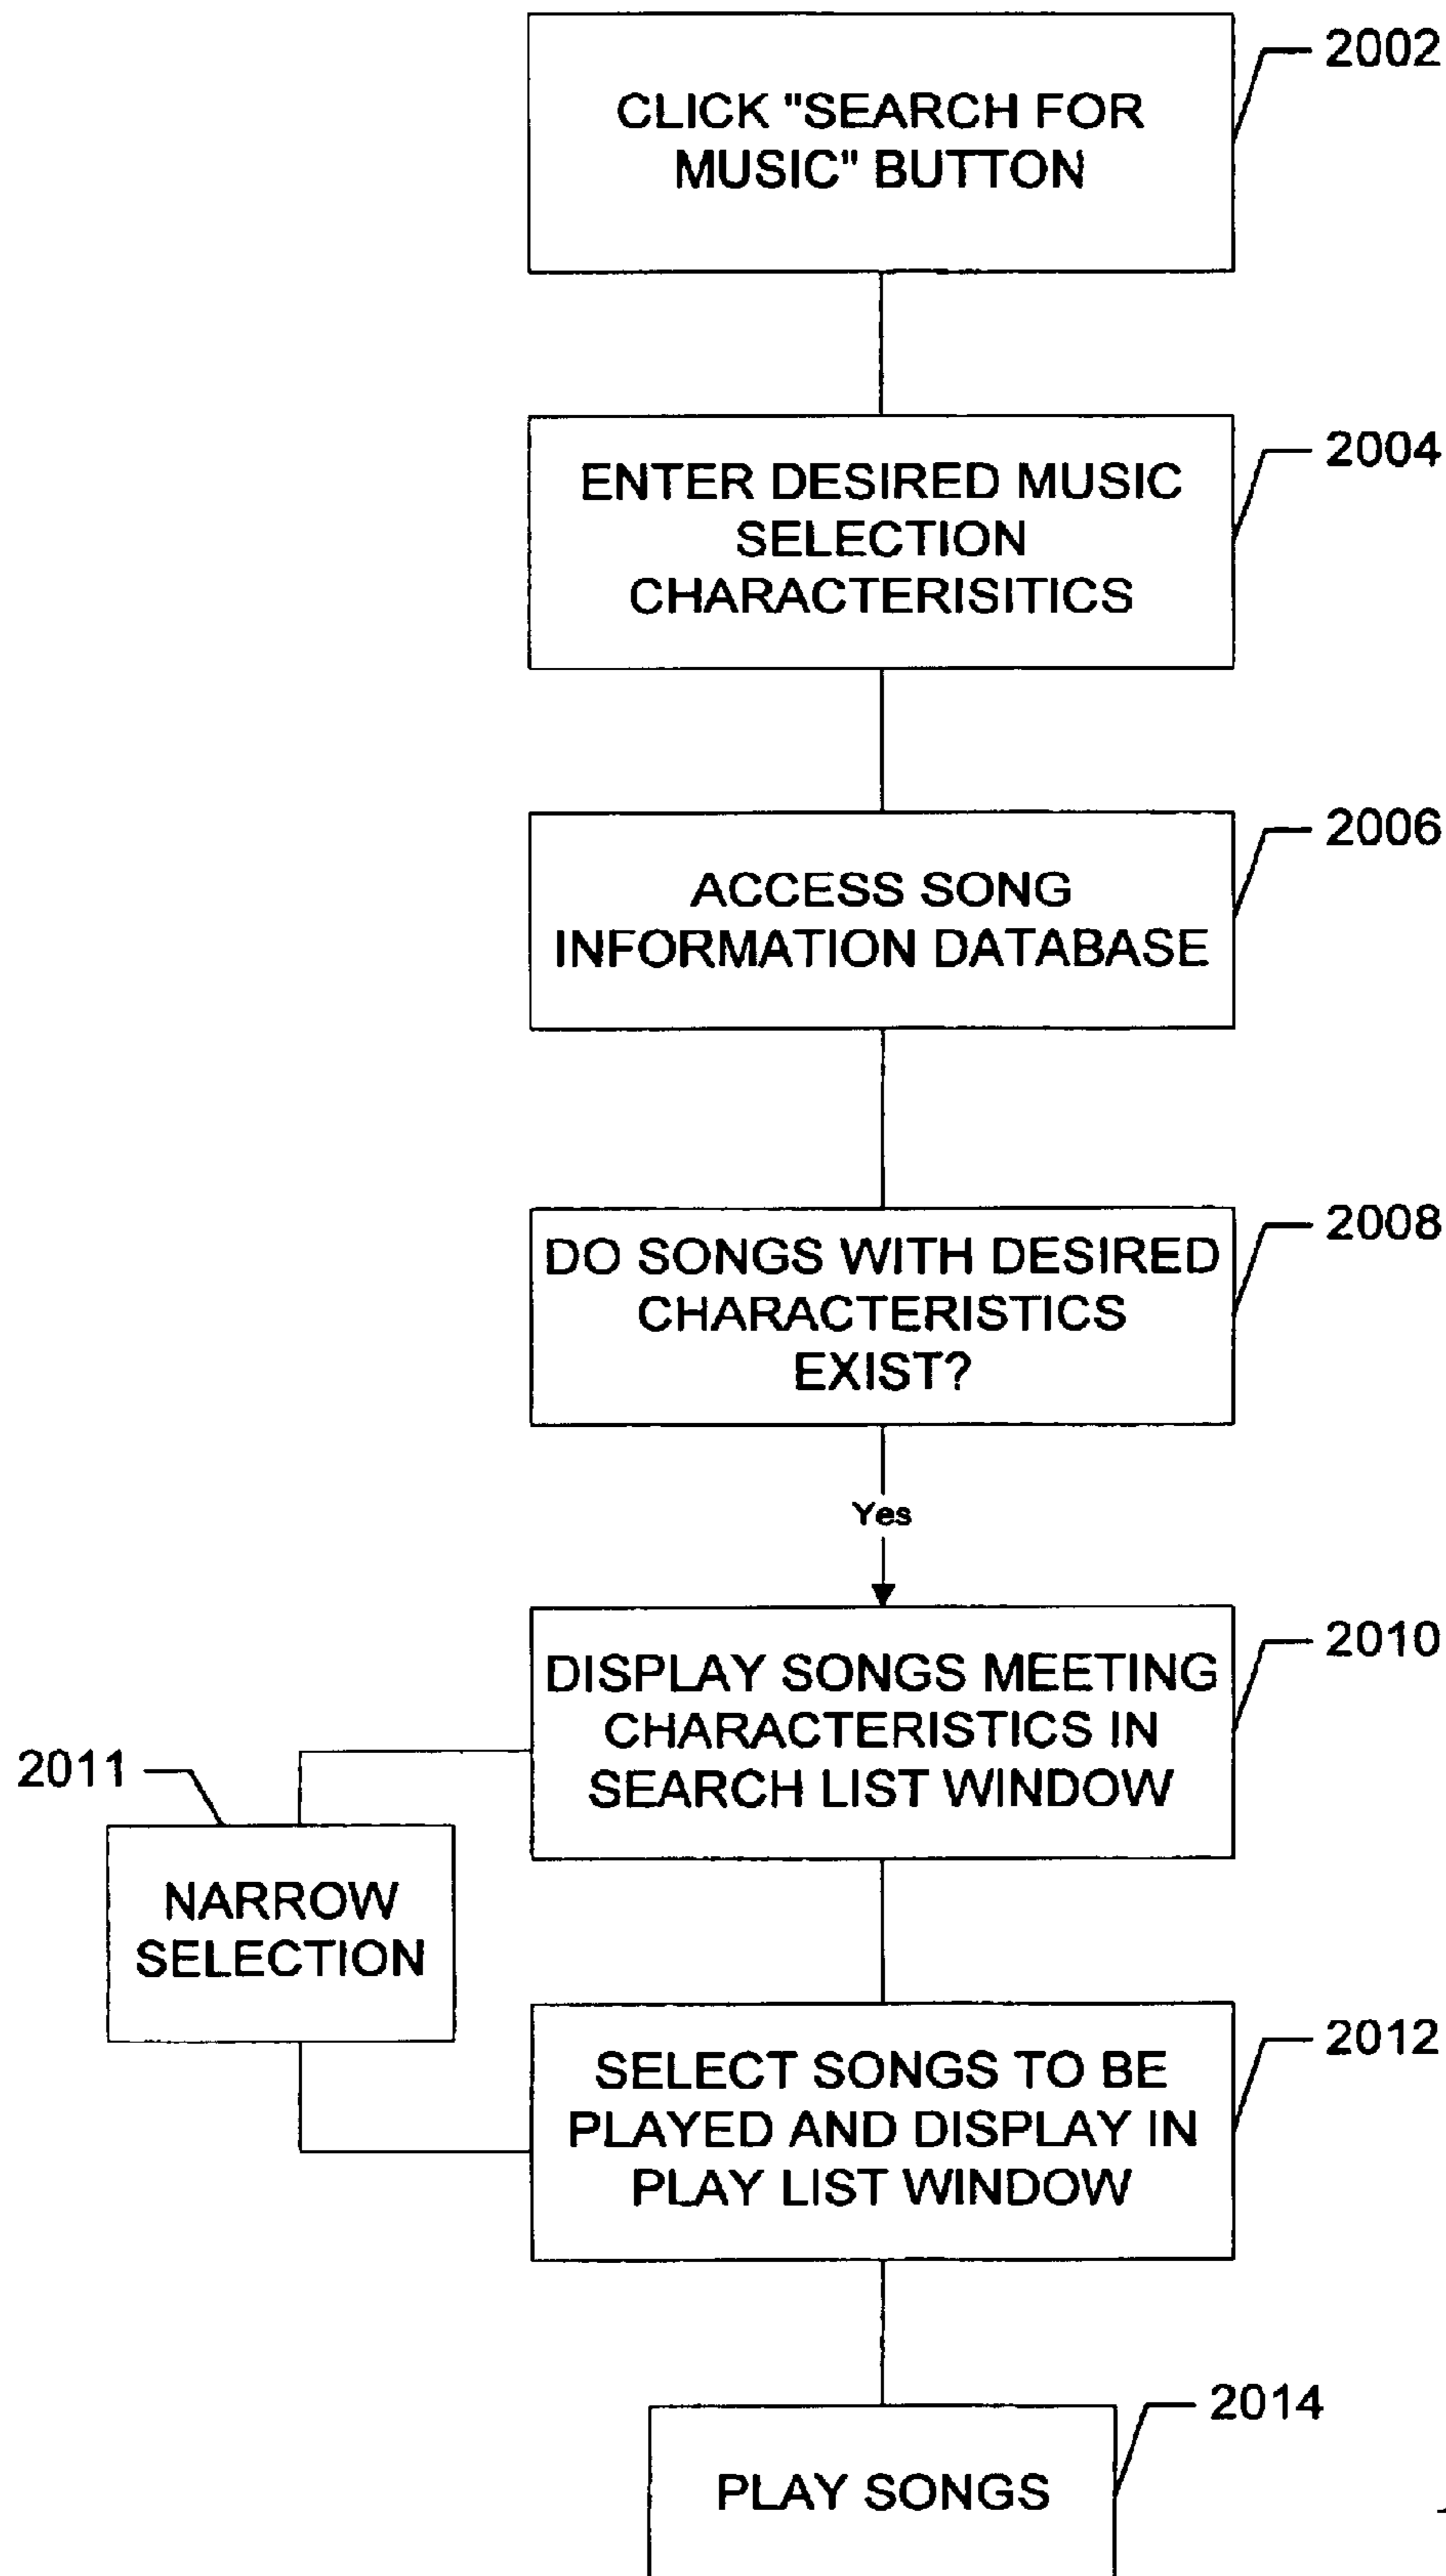 CLICK "SEARCH FOR
MUSIC" BUTTON
2002
ENTER DESIRED MUSIC
SELECTION
CHARACTERISITICS
2004
ACCESS SONG
INFORMATION DATABASE
2006
DO SONGS WITH DESIRED
CHARACTERISTICS
EXIST?
2008
Yes
DISPLAY SONGS MEETING
CHARACTERISTICS IN
SEARCH LIST WINDOW
2010
2011
NARROW
SELECTION
SELECT SONGS TO BE
PLAYED AND DISPLAY IN
PLAY LIST WINDOW
2012
PLAY SONGS
2014